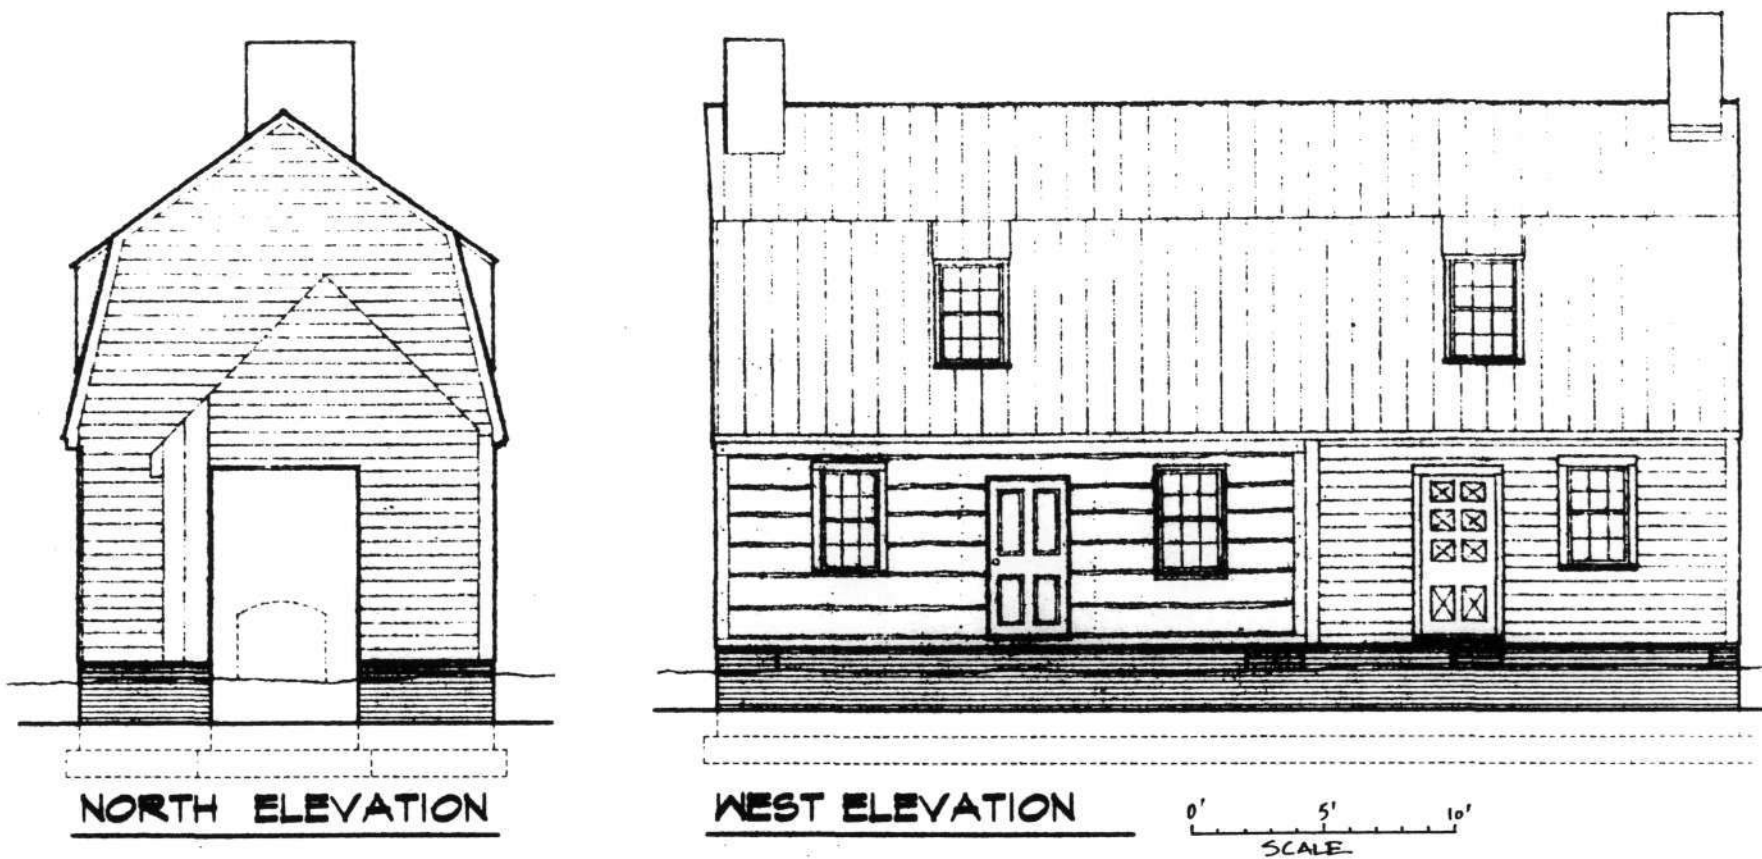 NORTH ELEVATION
WEST ELEVATION
0' 5' 10'
SCALE